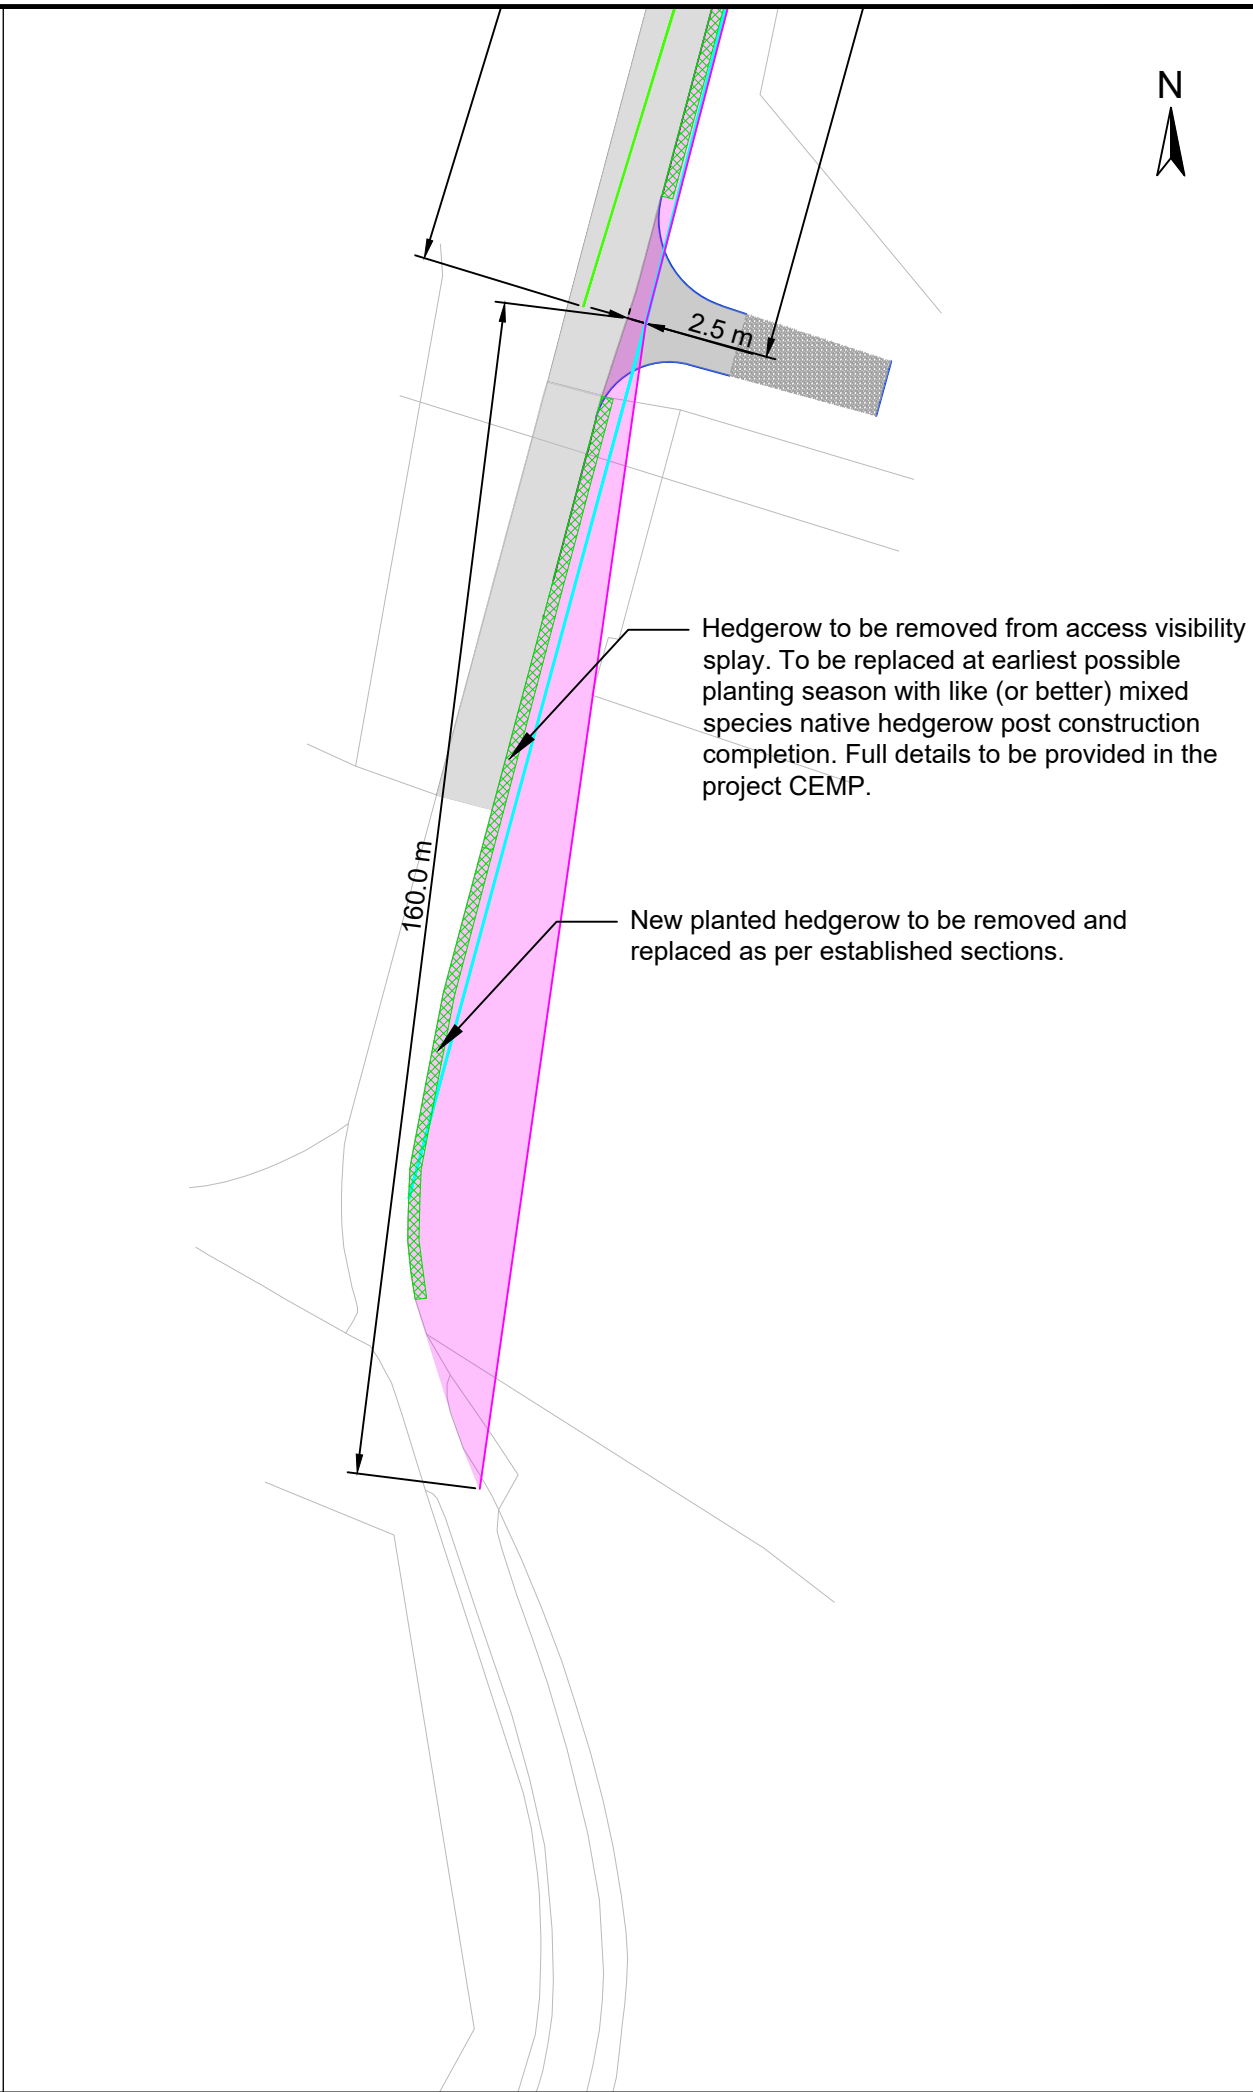 N
2.5 m
Hedgerow to be removed from access visibility
splay. To be replaced at earliest possible
planting season with like (or better) mixed
species native hedgerow post construction
completion. Full details to be provided in the
project CEMP.
160.0 m
New planted hedgerow to be removed and
replaced as per established sections.